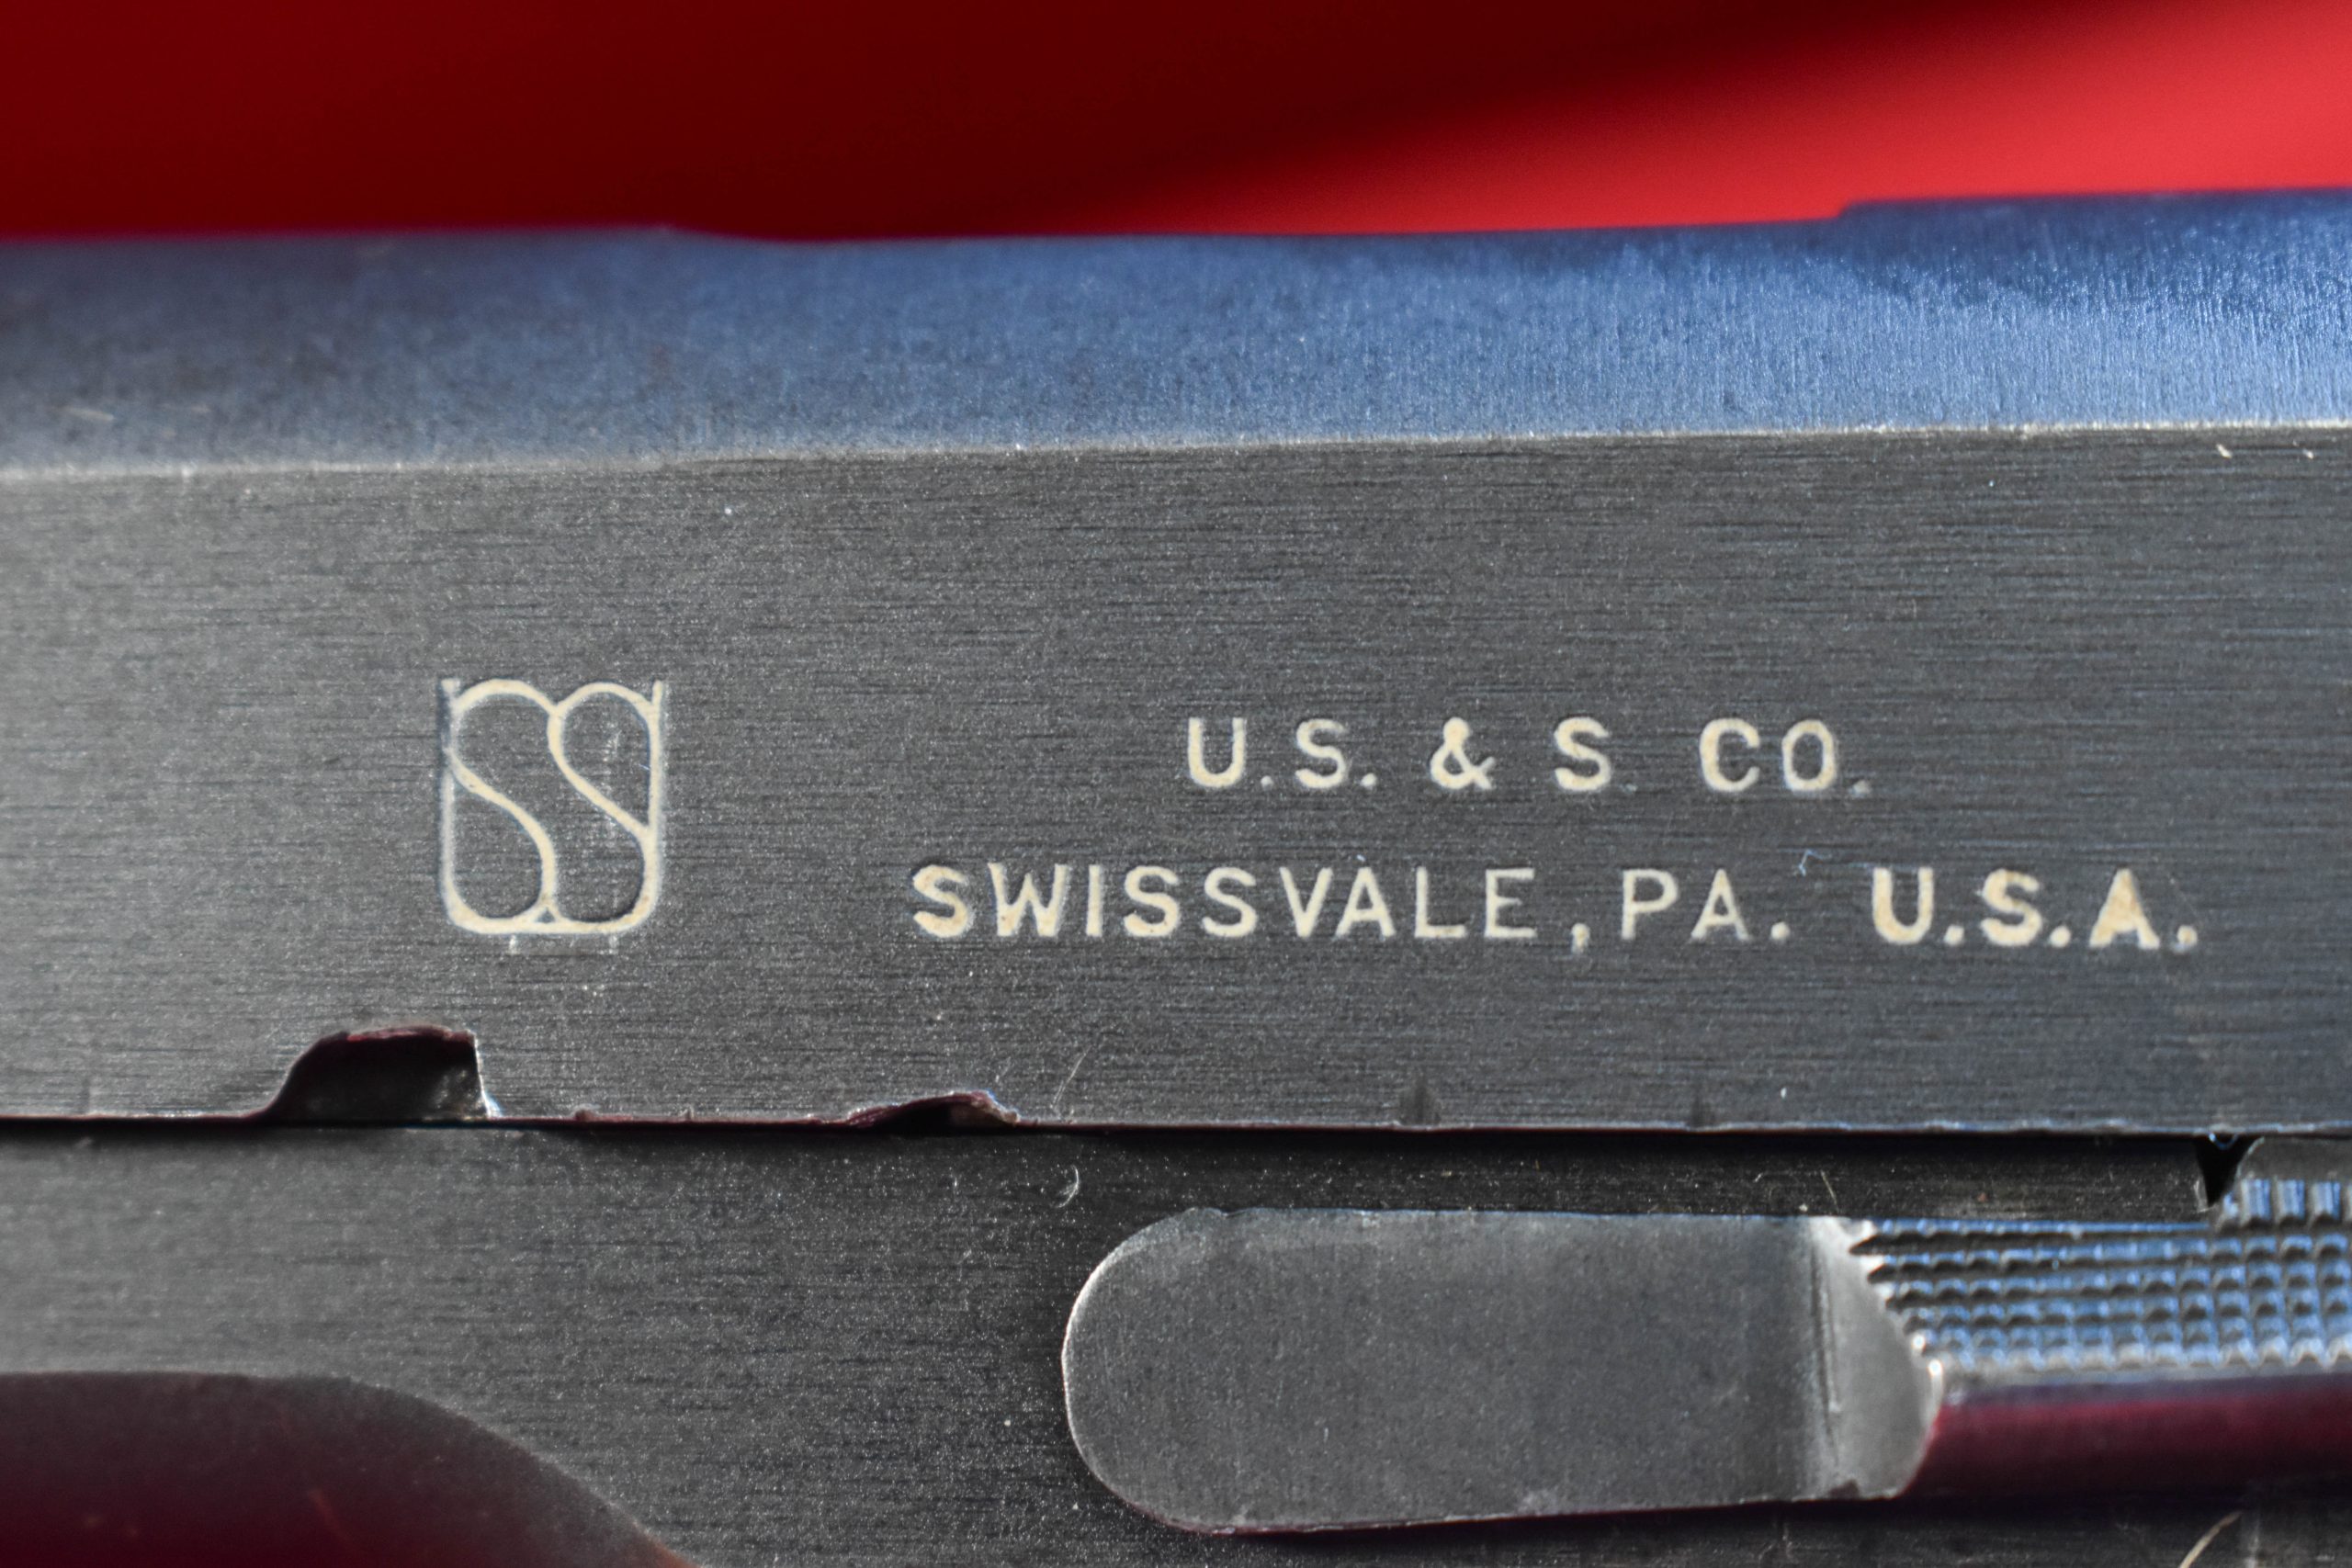 U.S. & S. CO.
SWISSVALE, PA. U.S.A.